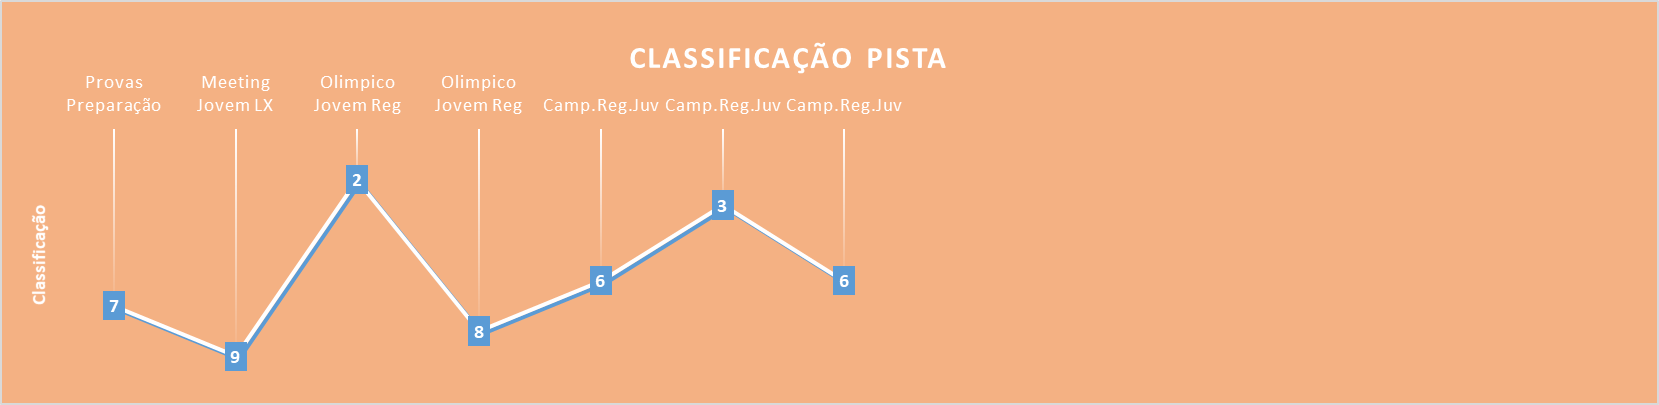 CLASSIFICAÇÃO PISTA
Provas
Preparação
Meeting
Jovem LX
Olimpico
Jovem Reg
Olimpico
Jovem Reg
Camp.Reg.Juv
Camp.Reg.Juv
Camp.Reg.Juv
Classificação
7
9
2
8
6
3
6